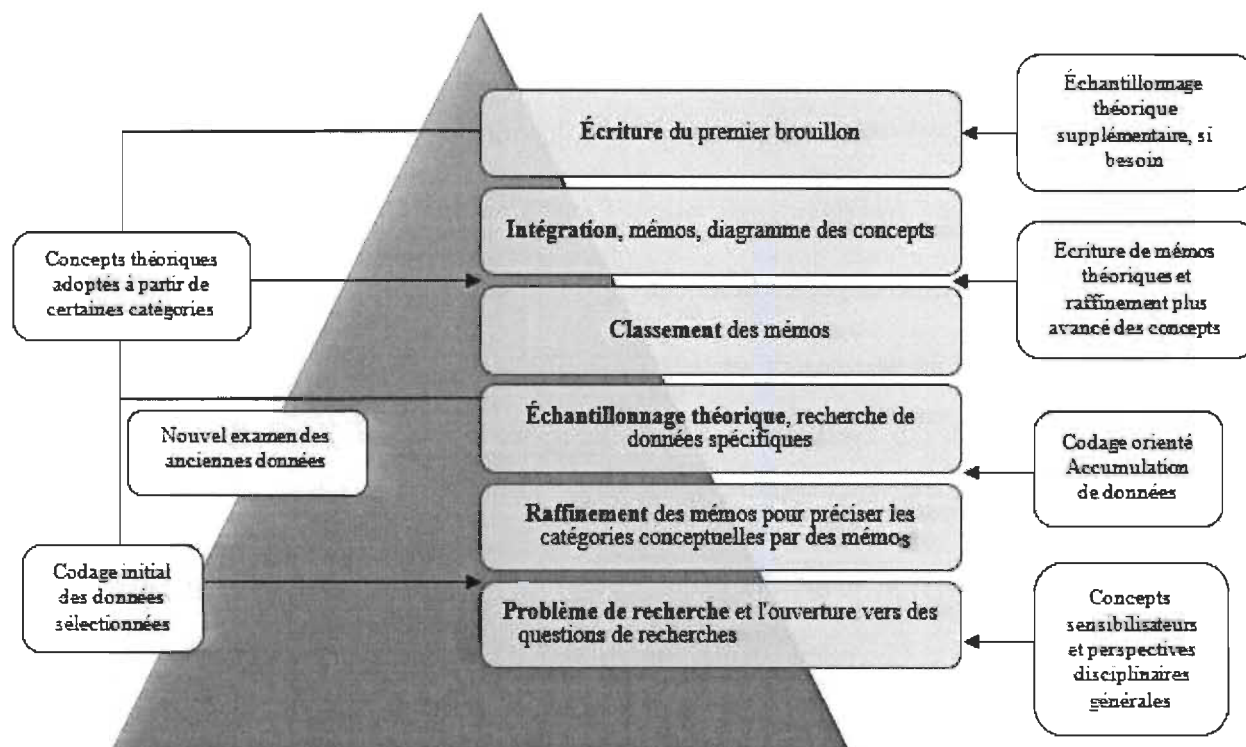 Écriture du premier brouillon
Intégration, mémos, diagramme des concepts
Classement des mémos
Échantillonnage théorique, recherche de
données spécifiques
Raffinement des mémos pour préciser les
catégories conceptuelles par des mémos
Problème de recherche et l'ouverture vers des
questions de recherches
Concepts théoriques
adoptés à partir de
certaines catégories
Nouvel examen des
anciennes données
Codage initial
des données
sélectionnées
Échantillonnage
théorique
supplémentaire, si
besoin
Ecriture de mémos
théoriques et
raffinement plus
avancé des concepts
Codage orienté
Accumulation
de données
Concepts
sensibilisateurs
et perspectives
disciplinaires
générales